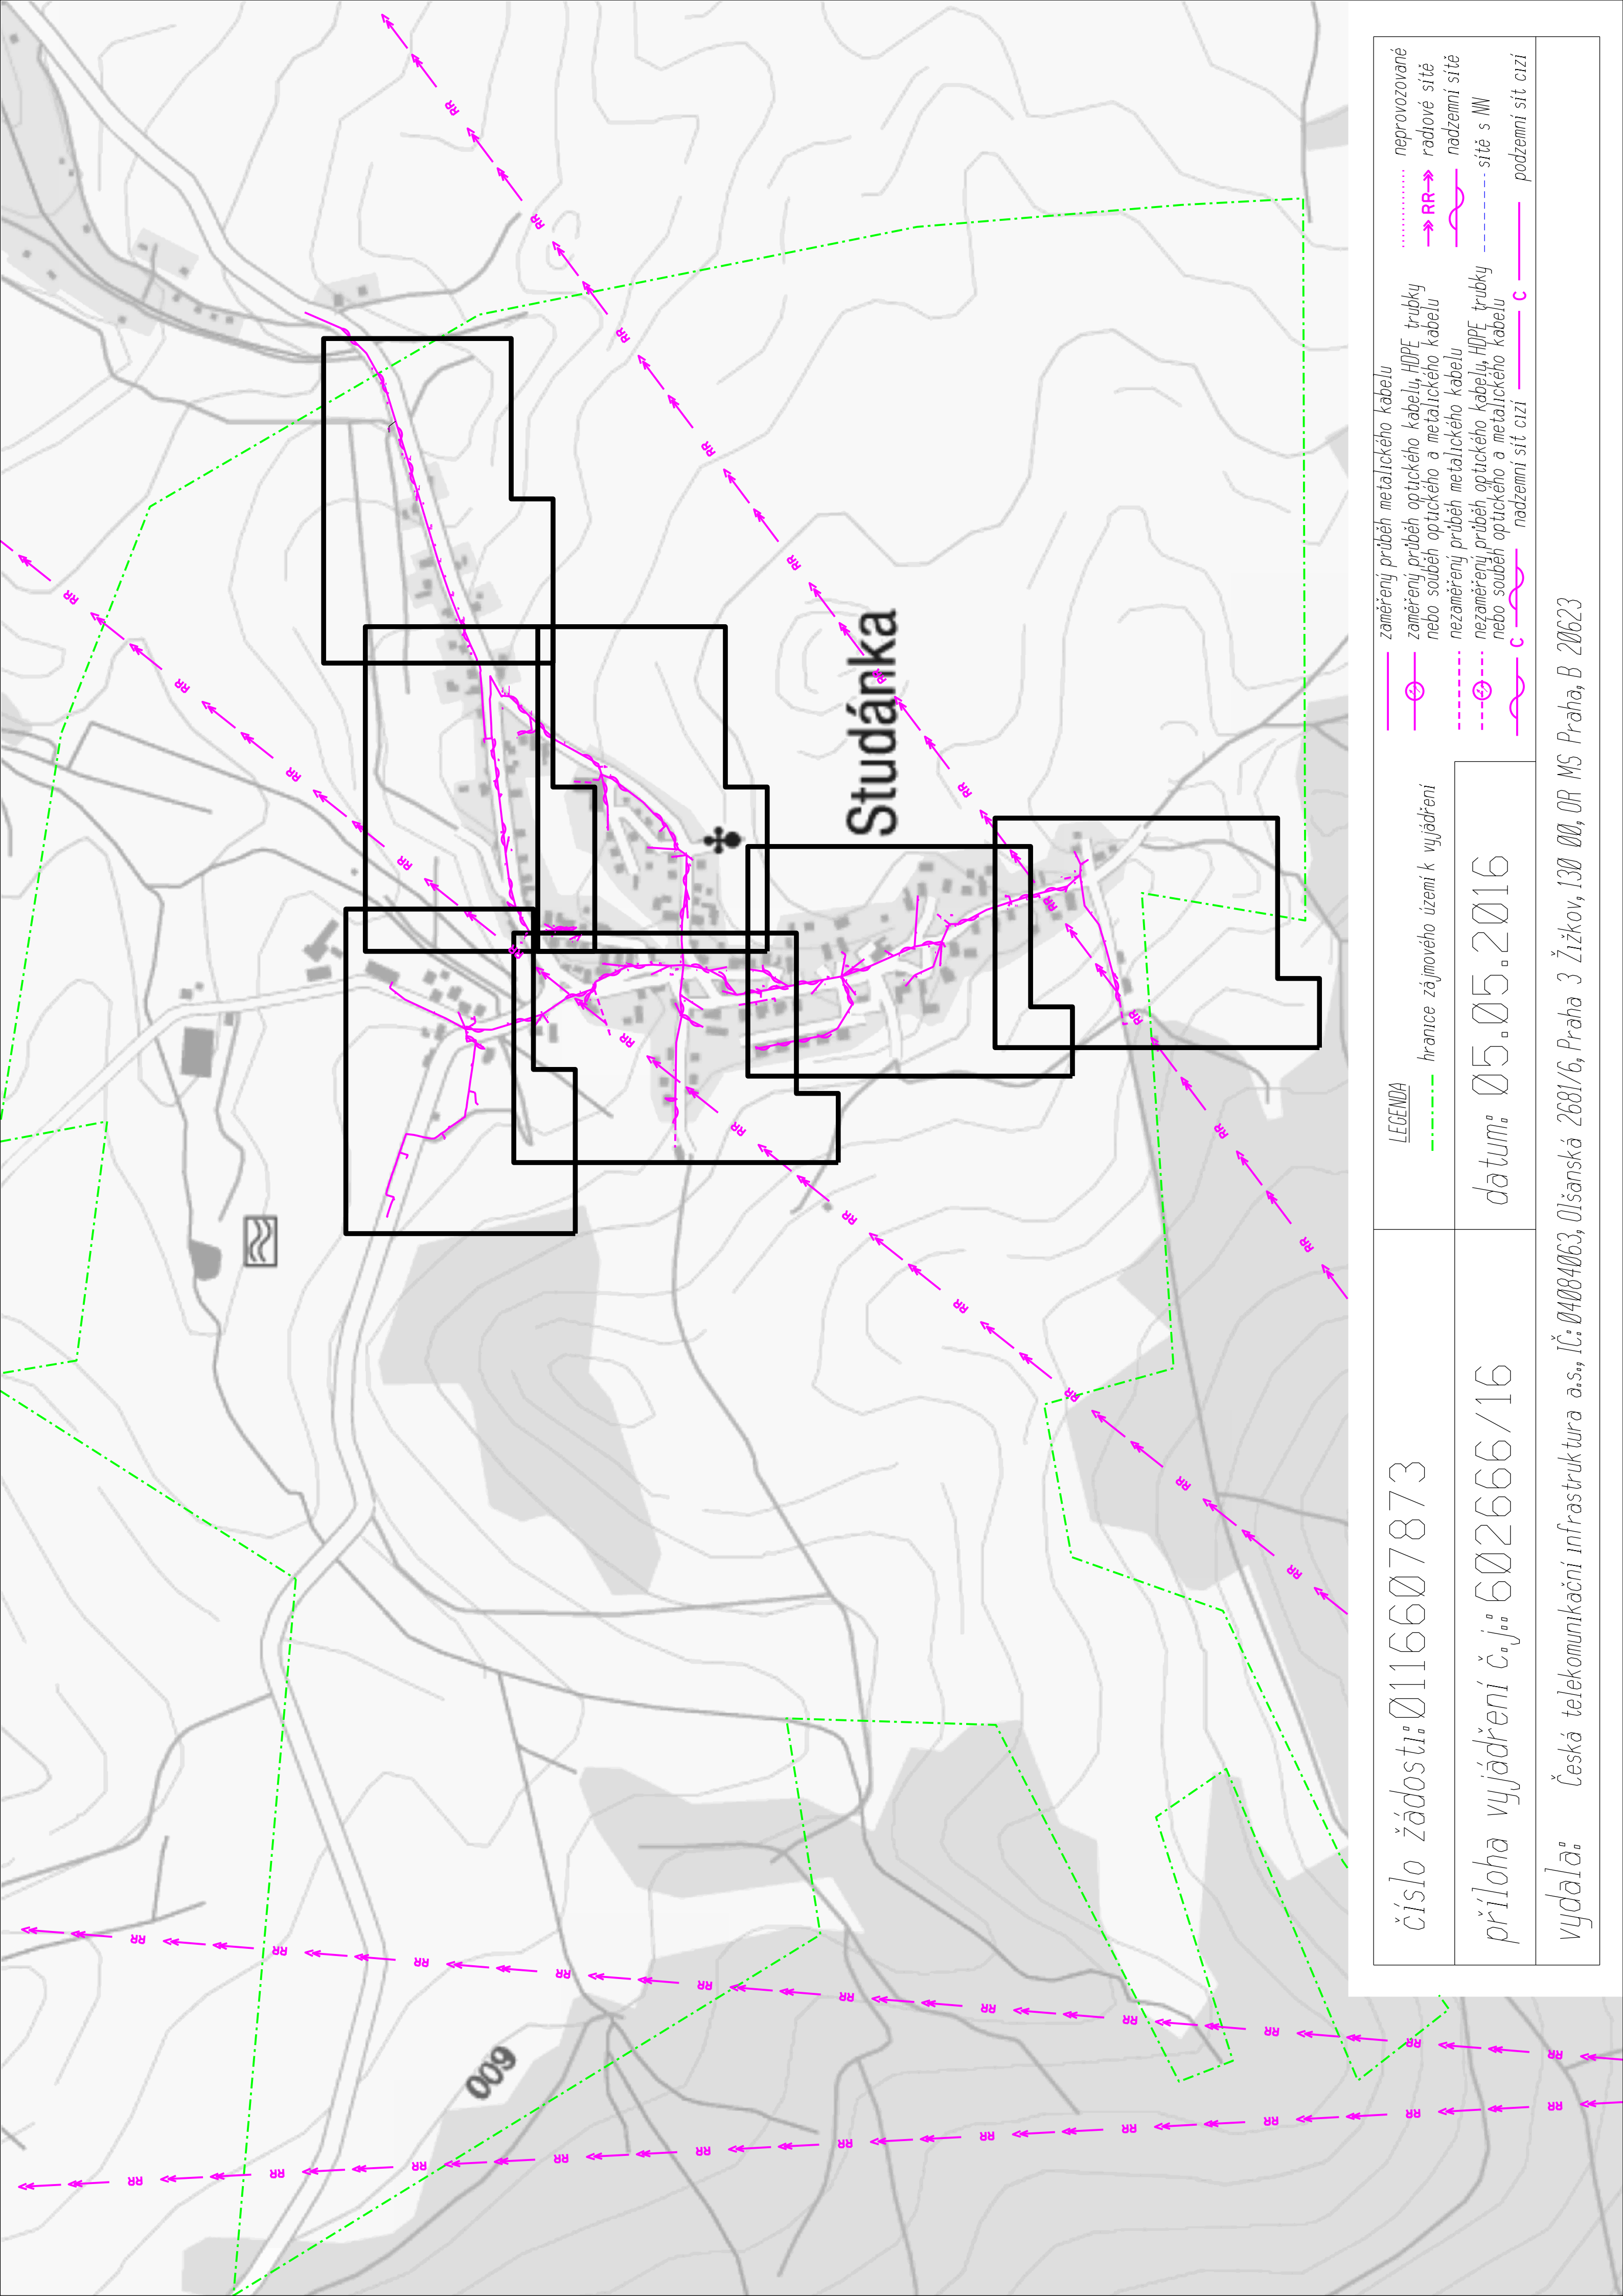 Studánka
600
LEGENDA
hranice zájmového území k vyjádření
zaměřený průběh metalického kabelu
zaměřený průběh optického kabelu, HDPE trubky
nebo souběh optického a metalického kabelu
nezaměřený průběh metalického kabelu
nezaměřený průběh optického kabelu, HDPE trubky
nebo souběh optického a metalického kabelu
C nadzemní síť cizí
C podzemní síť cizí
neprovozované
RR radiové sítě
nadzemní sítě
sítě s NN
číslo žádosti: 0116607873
příloha vyjádření č.j.: 602666/16
datum: 05.05.2016
vydala: Česká telekomunikační infrastruktura a.s., IČ: 04084063, Olšanská 2681/6, Praha 3 Žižkov, 130 00, OR MS Praha, B 20623